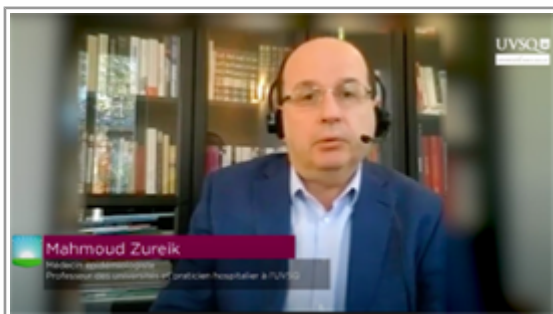 UVSQ
Mahmoud Zureik
Médecin épidémiologiste
Professeur des universités et praticien hospitalier à l'UVSQ